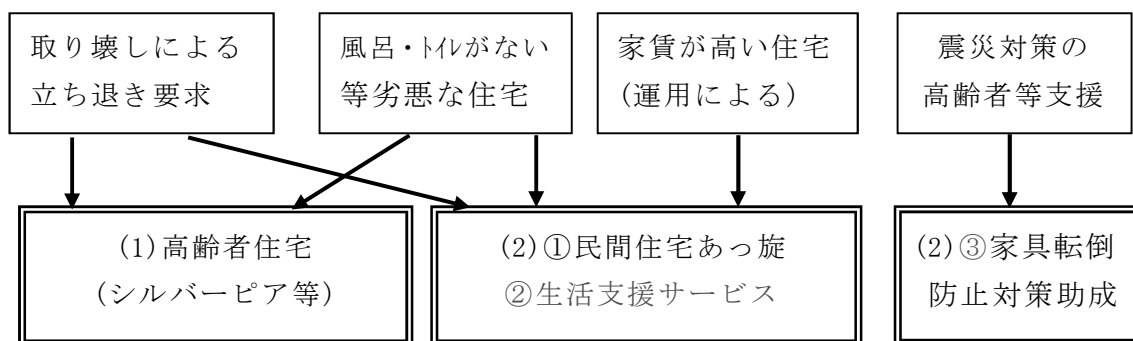 取り壊しによる
立ち退き要求
風呂・トイレがない
等劣悪な住宅
家賃が高い住宅
(運用による)
震災対策の
高齢者等支援
(1)高齢者住宅
(シルバーピア等)
(2)①民間住宅あっ旋
②生活支援サービス
(2)③家具転倒
防止対策助成